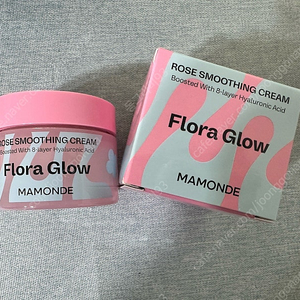 ROSE SMOOTHING CREAM
Boosted With 8-layer Hyaluronic Acid
Flora Glow
MAMONDE
ROSE SMOOTHING CREAM
Boosted With 8-layer Hyaluronic Acid
Flora Glow
MAMONDE